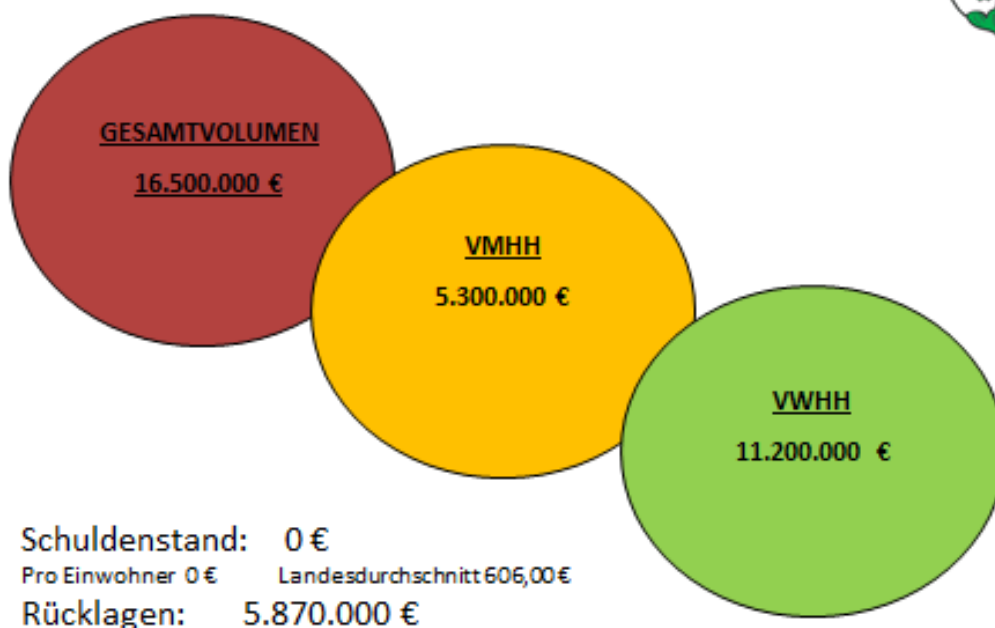 GESAMTVOLUMEN
16.500.000 €
VMHH
5.300.000 €
VWHH
11.200.000 €
Schuldenstand: 0 €
Pro Einwohner 0 € Landesdurchschnitt 606,00 €
Rücklagen: 5.870.000 €